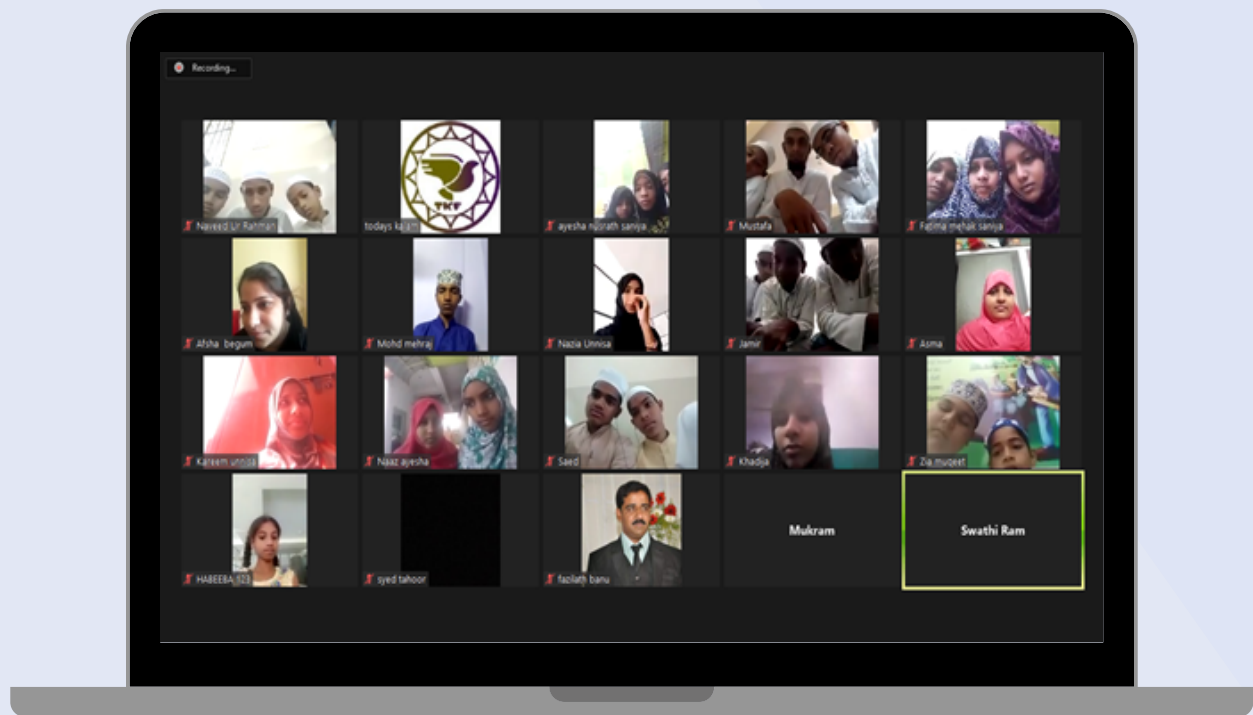 Recording...
Naveed Ur Rahman
TKF
todays kalam
ayesha nusrath saniya
Mustafa
Fatima mehak saniya
Afsha begum
Mohd mehraj
Nazia Unnisa
Jamir
Asma
Kareem unnisa
Naaz ayesha
Saed
Khadija
Zia muqeet
HABEEBA 123
syed tahoor
fazilath banu
Mukram
Swathi Ram